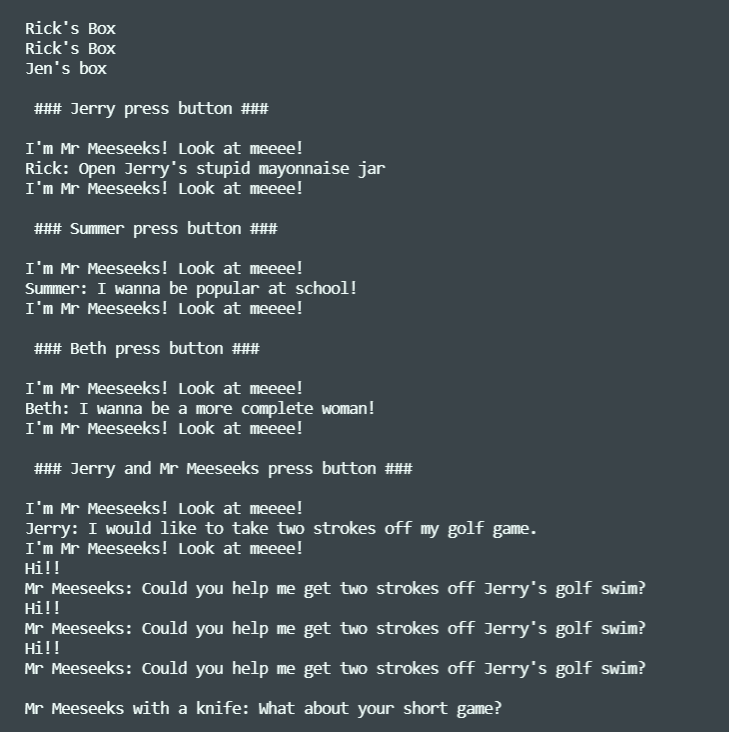 Rick's Box
Rick's Box
Jen's box
### Jerry press button ###
I'm Mr Meeseeks! Look at meeee!
Rick: Open Jerry's stupid mayonnaise jar
I'm Mr Meeseeks! Look at meeee!
### Summer press button ###
I'm Mr Meeseeks! Look at meeee!
Summer: I wanna be popular at school!
I'm Mr Meeseeks! Look at meeee!
### Beth press button ###
I'm Mr Meeseeks! Look at meeee!
Beth: I wanna be a more complete woman!
I'm Mr Meeseeks! Look at meeee!
### Jerry and Mr Meeseeks press button ###
I'm Mr Meeseeks! Look at meeee!
Jerry: I would like to take two strokes off my golf game.
I'm Mr Meeseeks! Look at meeee!
Hi!!
Mr Meeseeks: Could you help me get two strokes off Jerry's golf swim?
Hi!!
Mr Meeseeks: Could you help me get two strokes off Jerry's golf swim?
Hi!!
Mr Meeseeks: Could you help me get two strokes off Jerry's golf swim?
Mr Meeseeks with a knife: What about your short game?